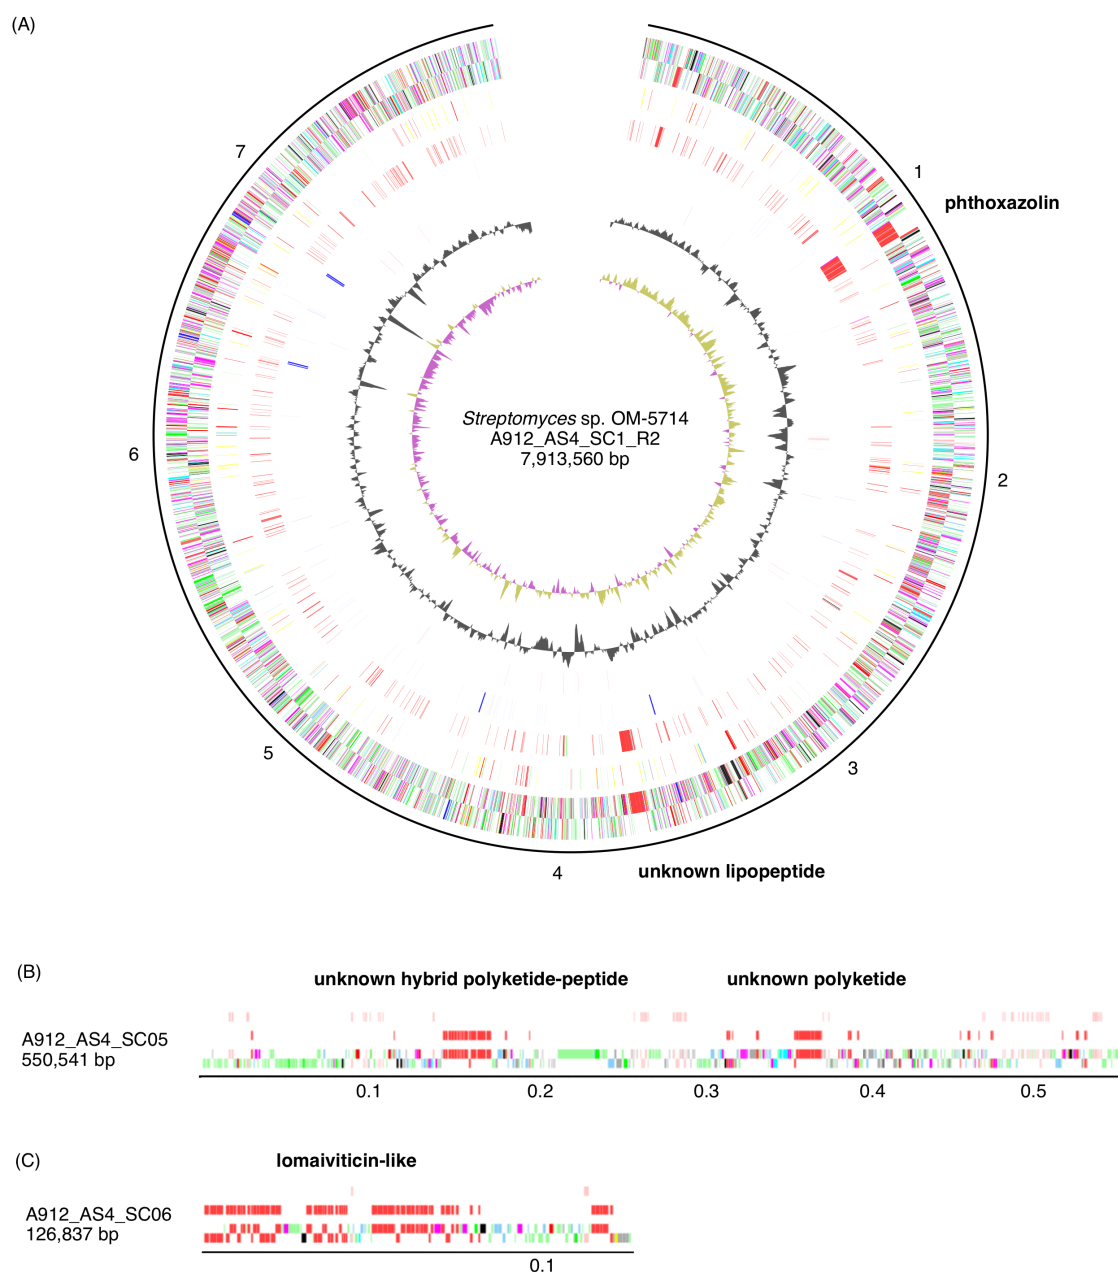 (A)
7
1
phthoxazolin
Streptomyces sp. OM-5714
A912_AS4_SC1_R2
7,913,560 bp
6
2
5
3
4
unknown lipopeptide
(B)
unknown hybrid polyketide-peptide
unknown polyketide
A912_AS4_SC05
550,541 bp
0.1
0.2
0.3
0.4
0.5
(C)
lomaiviticin-like
A912_AS4_SC06
126,837 bp
0.1